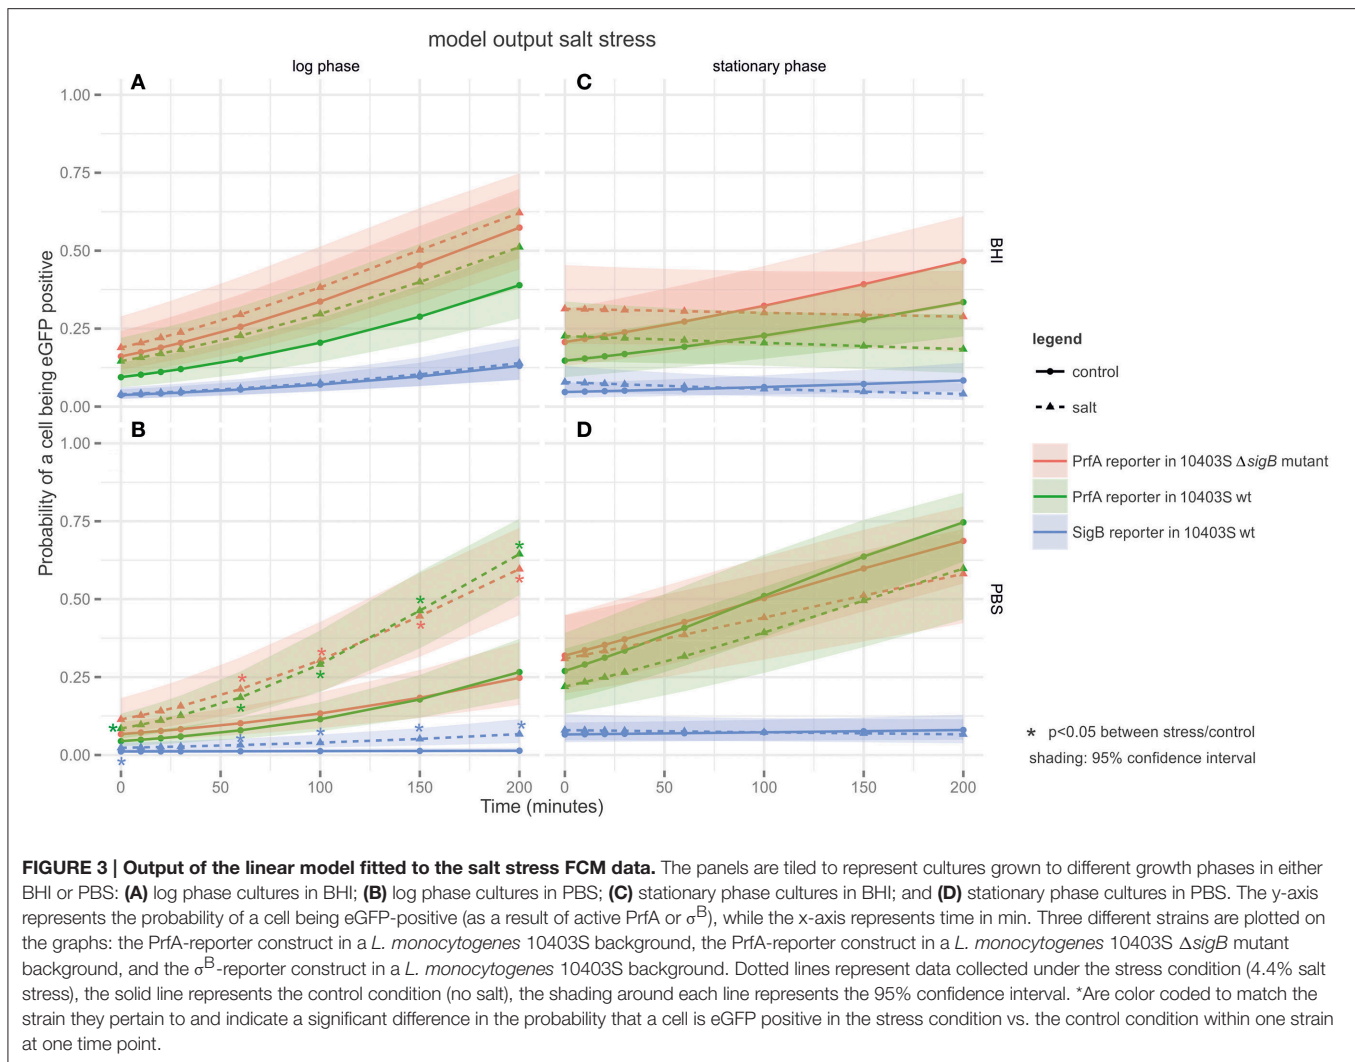 model output salt stress
log phase
stationary phase
A
C
1.00
0.75
0.50
0.25
0.00
BHI
B
D
1.00
0.75
0.50
0.25
0.00
PBS
Probability of a cell being eGFP positive
0 50 100 150 200
0 50 100 150 200
Time (minutes)
legend
control
salt
PrfA reporter in 10403S ΔsigB mutant
PrfA reporter in 10403S wt
SigB reporter in 10403S wt
* p<0.05 between stress/control
shading: 95% confidence interval
FIGURE 3 | Output of the linear model fitted to the salt stress FCM data. The panels are tiled to represent cultures grown to different growth phases in either
BHI or PBS: (A) log phase cultures in BHI; (B) log phase cultures in PBS; (C) stationary phase cultures in BHI; and (D) stationary phase cultures in PBS. The y-axis
represents the probability of a cell being eGFP-positive (as a result of active PrfA or σᴮ), while the x-axis represents time in min. Three different strains are plotted on
the graphs: the PrfA-reporter construct in a L. monocytogenes 10403S background, the PrfA-reporter construct in a L. monocytogenes 10403S ΔsigB mutant
background, and the σᴮ-reporter construct in a L. monocytogenes 10403S background. Dotted lines represent data collected under the stress condition (4.4% salt
stress), the solid line represents the control condition (no salt), the shading around each line represents the 95% confidence interval. *Are color coded to match the
strain they pertain to and indicate a significant difference in the probability that a cell is eGFP positive in the stress condition vs. the control condition within one strain
at one time point.